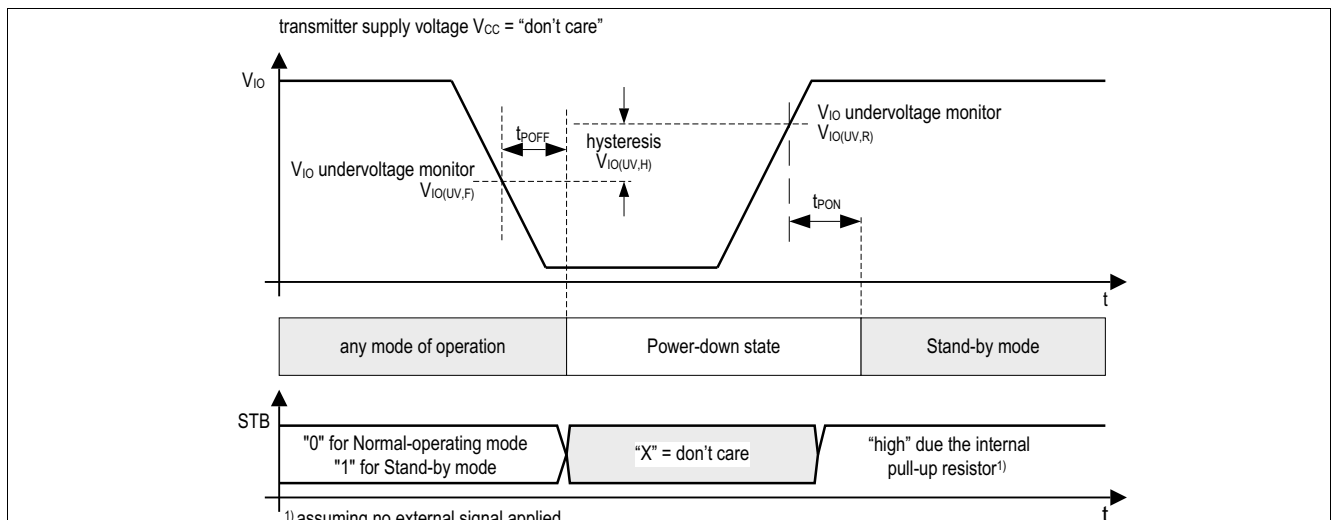 transmitter supply voltage VCC = “don’t care”
VIO
tPOFF
hysteresis
VIO(UV,H)
VIO undervoltage monitor
VIO(UV,R)
VIO undervoltage monitor
VIO(UV,F)
tPON
t
any mode of operation
Power-down state
Stand-by mode
STB
"0" for Normal-operating mode
"1" for Stand-by mode
“X” = don’t care
“high” due the internal
pull-up resistor1)
t
1) assuming no external signal applied